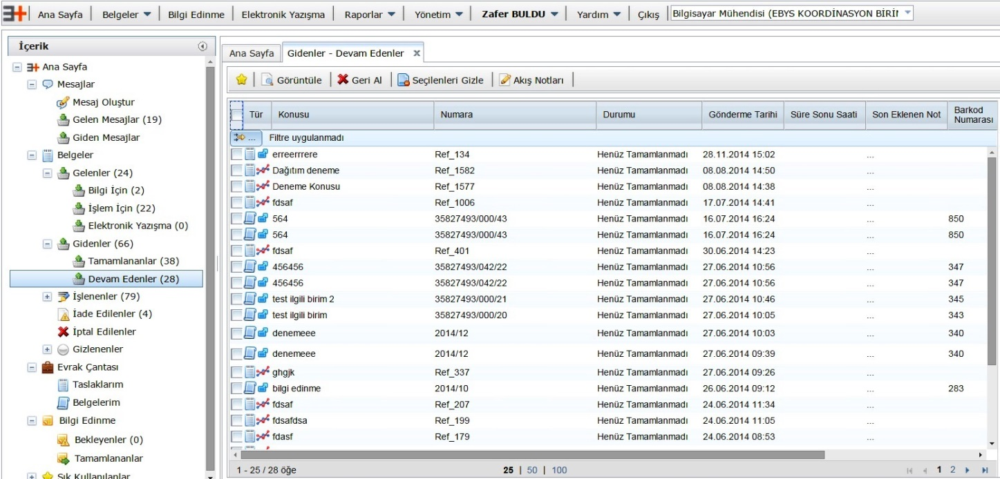 Ana Sayfa Belgeler Bilgi Edinme Elektronik Yazışma Raporlar Yönetim Zafer BULDU Yardım Çıkış Bilgisayar Mühendisi (EBYS KOORDİNASYON BİRİ
İçerik
Ana Sayfa
Mesajlar
Mesaj Oluştur
Gelen Mesajlar (19)
Giden Mesajlar
Belgeler
Gelenler (24)
Bilgi İçin (2)
İşlem İçin (22)
Elektronik Yazışma (0)
Gidenler (66)
Tamamlananlar (38)
Devam Edenler (28)
İşlenenler (79)
İade Edilenler (4)
İptal Edilenler
Gizlenenler
Evrak Çantası
Taslaklarım
Belgelerim
Bilgi Edinme
Bekleyenler (0)
Tamamlananlar
Sık Kullanılanlar
Ana Sayfa Gidenler - Devam Edenler x
Görüntüle Geri Al Seçilenleri Gizle Akış Notları
Tür Konusu Numara Durumu Gönderme Tarihi Süre Sonu Saati Son Eklenen Not Barkod Numarası
... Filtre uygulanmadı
erreerrrere Ref_134 Henüz Tamamlanmadı 28.11.2014 15:02 ...
Dağıtım deneme Ref_1582 Henüz Tamamlanmadı 08.08.2014 14:50 ...
Deneme Konusu Ref_1577 Henüz Tamamlanmadı 08.08.2014 14:38 ...
fdsaf Ref_1006 Henüz Tamamlanmadı 17.07.2014 14:41 ...
564 35827493/000/43 Henüz Tamamlanmadı 16.07.2014 16:24 ... 850
564 35827493/000/43 Henüz Tamamlanmadı 16.07.2014 16:24 ... 850
fdsaf Ref_401 Henüz Tamamlanmadı 30.06.2014 14:23 ...
456456 35827493/042/22 Henüz Tamamlanmadı 27.06.2014 10:56 ... 347
456456 35827493/042/22 Henüz Tamamlanmadı 27.06.2014 10:56 ... 347
test ilgili birim 2 35827493/000/21 Henüz Tamamlanmadı 27.06.2014 10:46 ... 345
test ilgili birim 35827493/000/20 Henüz Tamamlanmadı 27.06.2014 10:05 ... 343
denemeee 2014/12 Henüz Tamamlanmadı 27.06.2014 10:03 ... 340
denemeee 2014/12 Henüz Tamamlanmadı 27.06.2014 09:39 ... 340
ghgjk Ref_337 Henüz Tamamlanmadı 27.06.2014 09:26 ...
bilgi edinme 2014/10 Henüz Tamamlanmadı 26.06.2014 09:12 ... 283
fdsaf Ref_207 Henüz Tamamlanmadı 24.06.2014 11:34 ...
fdsafdsa Ref_199 Henüz Tamamlanmadı 24.06.2014 11:05 ...
fdasf Ref_179 Henüz Tamamlanmadı 24.06.2014 08:53 ...
1 - 25 / 28 öğe 25 | 50 | 100 1 2